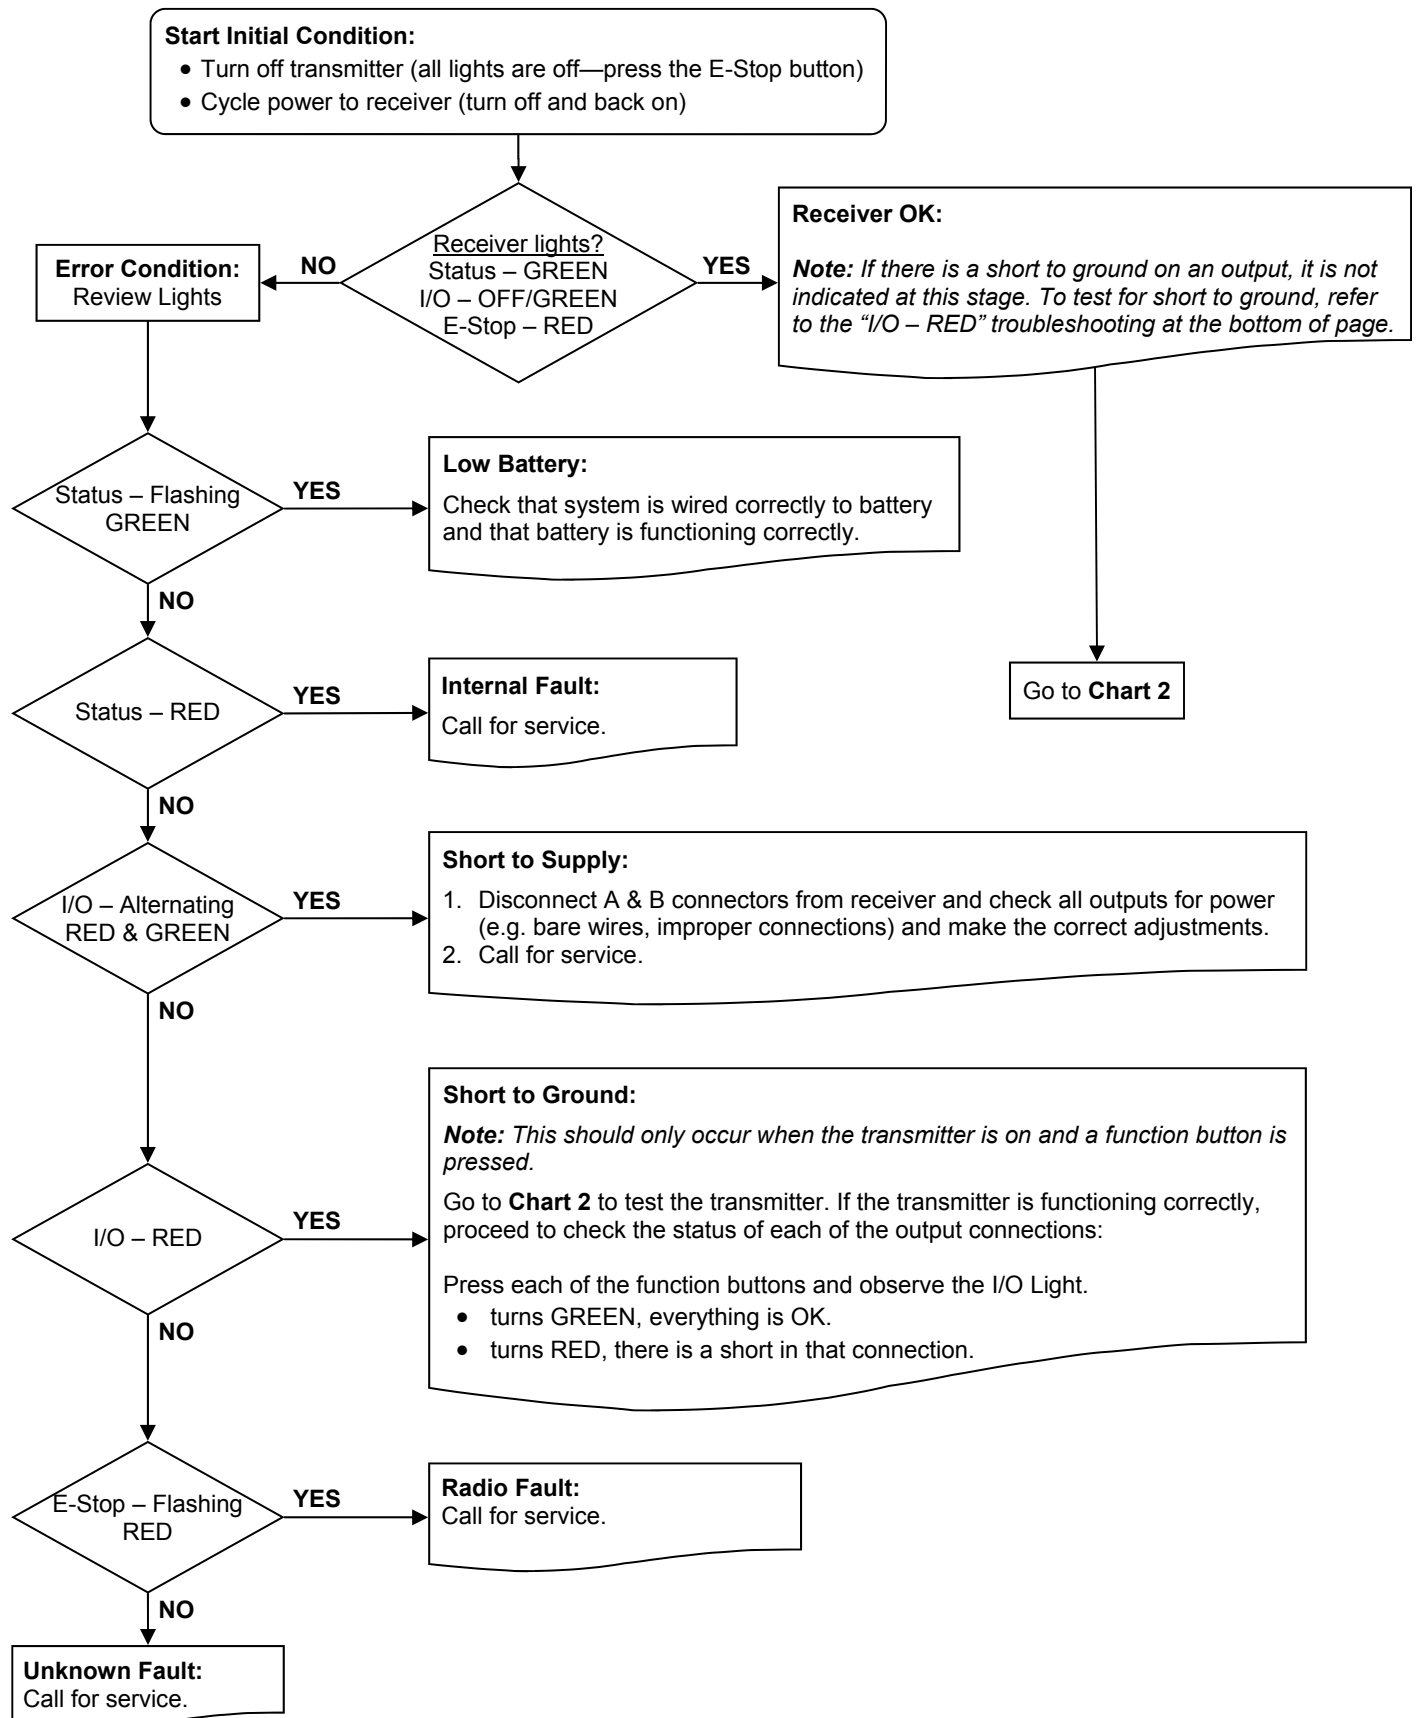 Start Initial Condition:
• Turn off transmitter (all lights are off—press the E-Stop button)
• Cycle power to receiver (turn off and back on)
Receiver lights?
Status – GREEN
I/O – OFF/GREEN
E-Stop – RED
NO
YES
Error Condition:
Review Lights
Receiver OK:
Note: If there is a short to ground on an output, it is not
indicated at this stage. To test for short to ground, refer
to the “I/O – RED” troubleshooting at the bottom of page.
Go to Chart 2
Status – Flashing
GREEN
YES
NO
Low Battery:
Check that system is wired correctly to battery
and that battery is functioning correctly.
Status – RED
YES
NO
Internal Fault:
Call for service.
I/O – Alternating
RED & GREEN
YES
NO
Short to Supply:
1. Disconnect A & B connectors from receiver and check all outputs for power
(e.g. bare wires, improper connections) and make the correct adjustments.
2. Call for service.
I/O – RED
YES
NO
Short to Ground:
Note: This should only occur when the transmitter is on and a function button is
pressed.
Go to Chart 2 to test the transmitter. If the transmitter is functioning correctly,
proceed to check the status of each of the output connections:
Press each of the function buttons and observe the I/O Light.
• turns GREEN, everything is OK.
• turns RED, there is a short in that connection.
E-Stop – Flashing
RED
YES
NO
Radio Fault:
Call for service.
Unknown Fault:
Call for service.